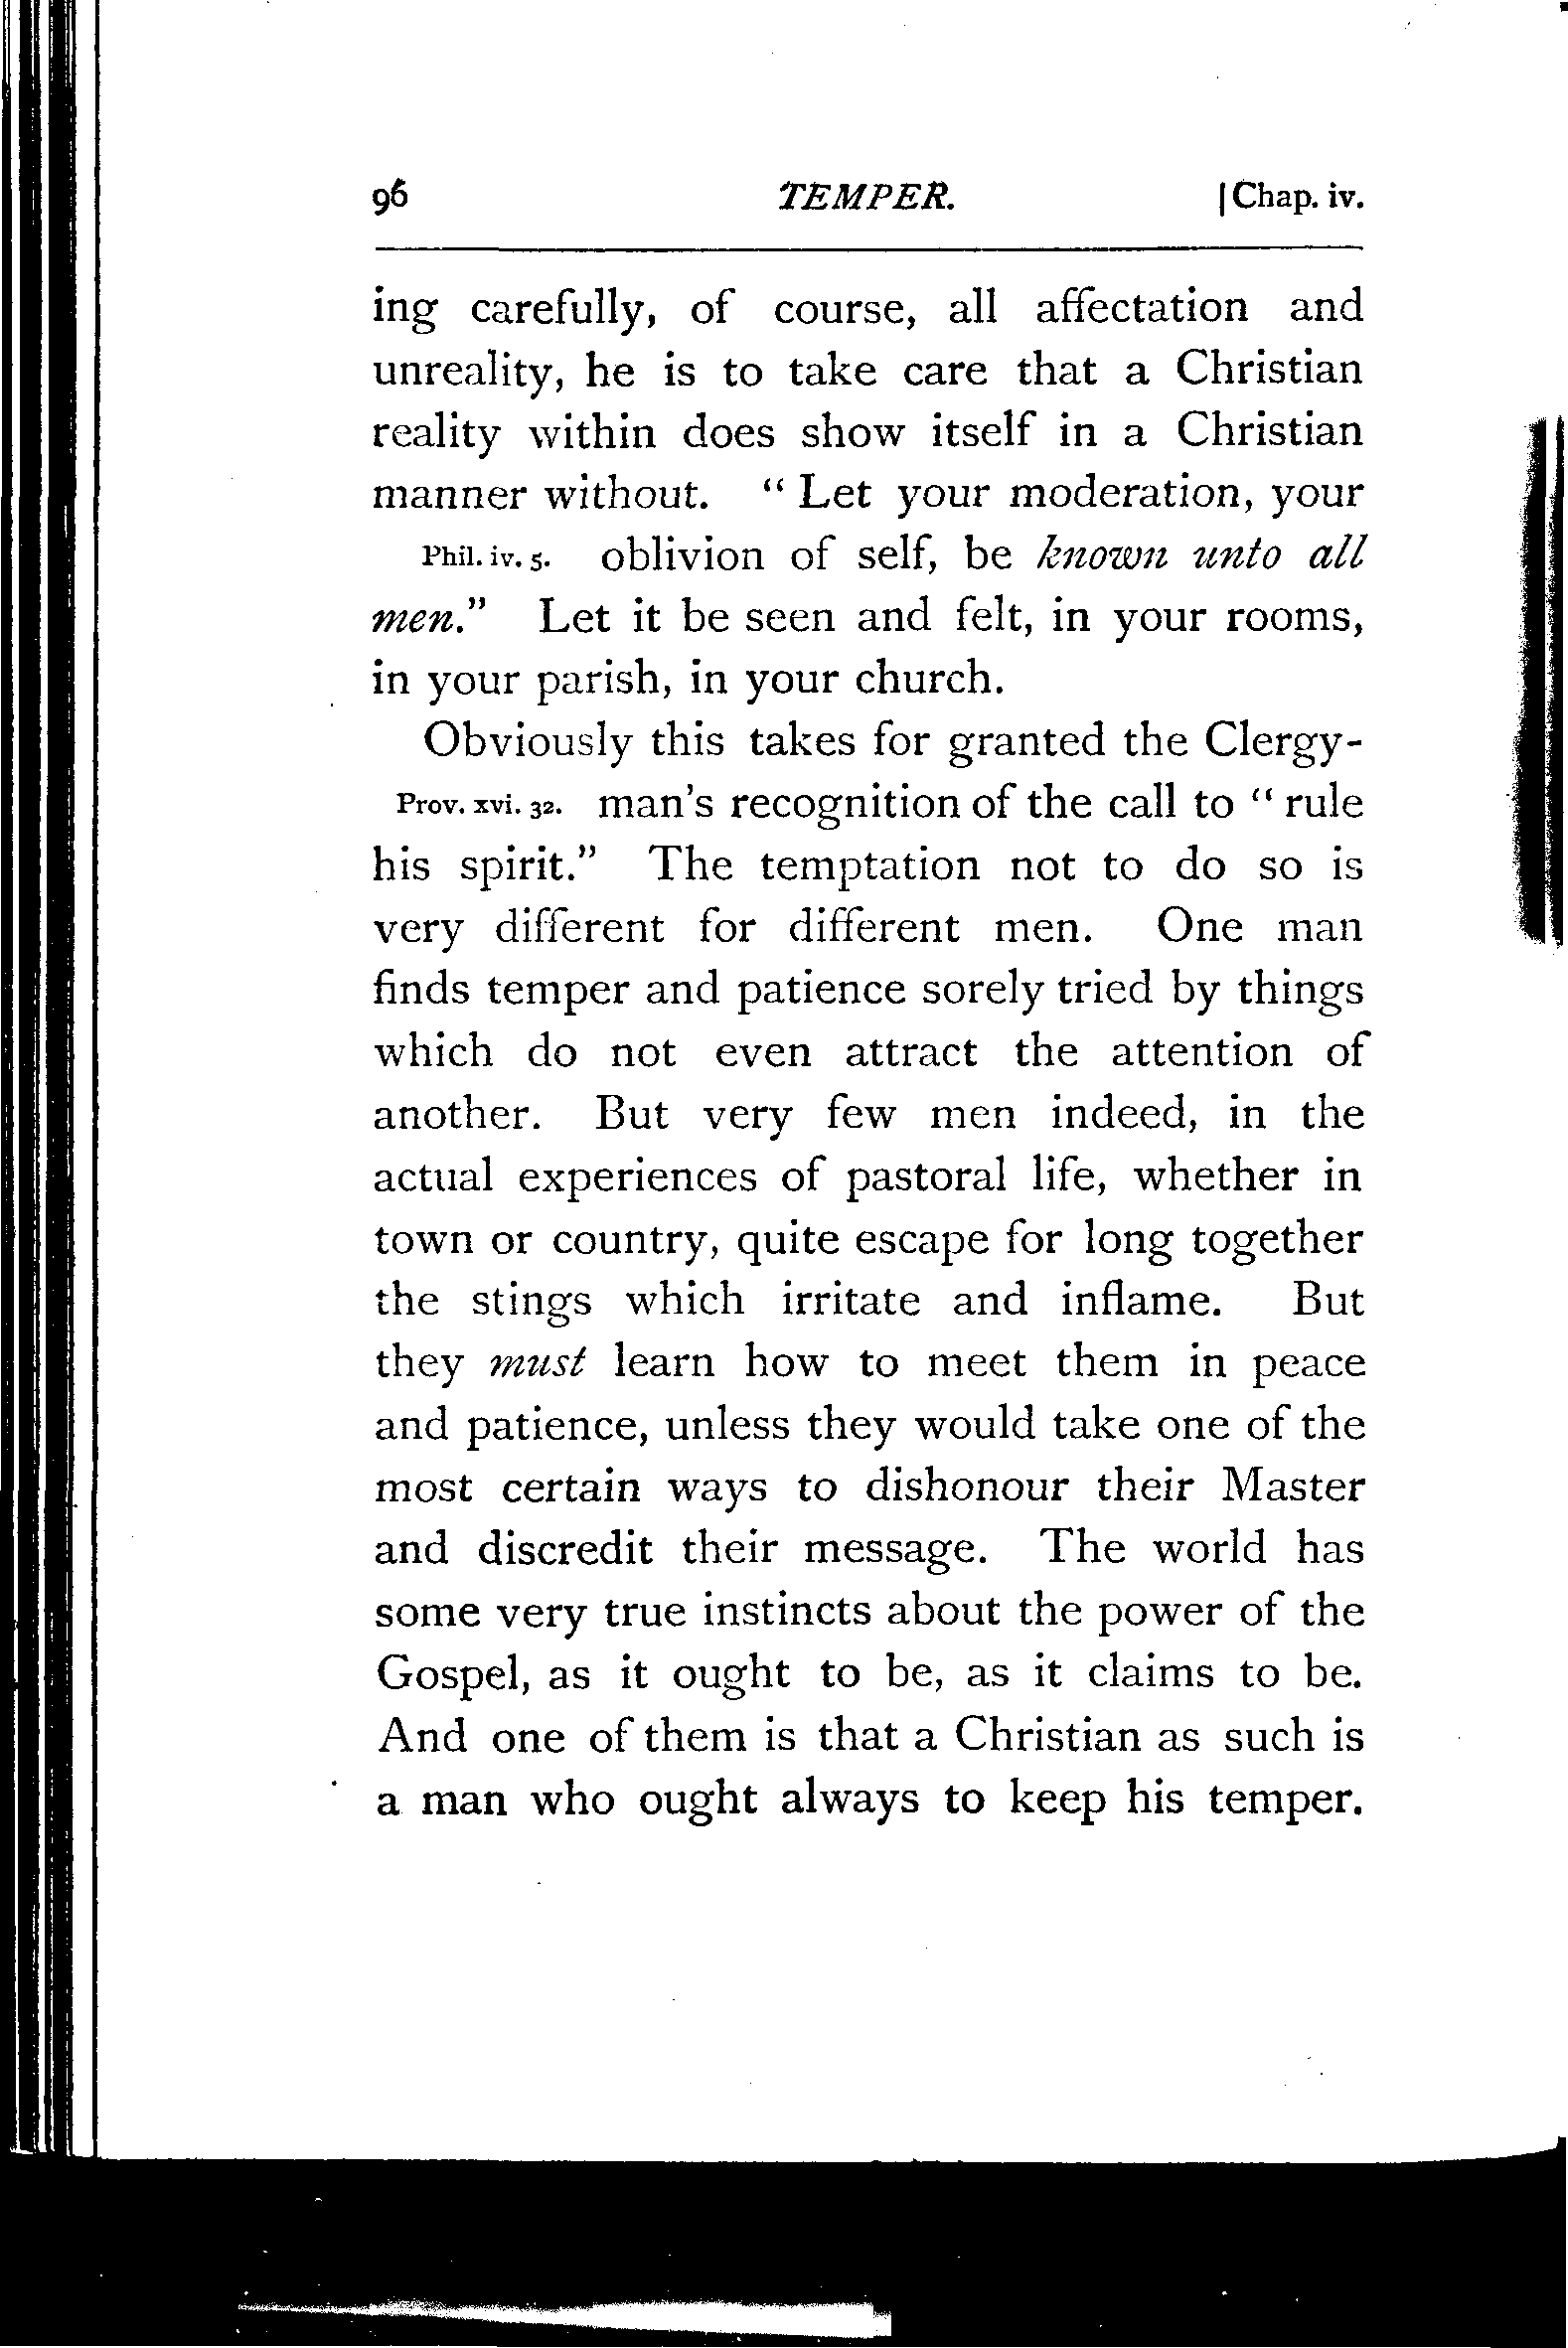 96 TEMPER. |Chap. iv.
ing carefully, of course, all affectation and
unreality, he is to take care that a Christian
reality within does show itself in a Christian
manner without. “ Let your moderation, your
Phil. iv. 5. oblivion of self, be known unto all
men.” Let it be seen and felt, in your rooms,
in your parish, in your church.
Obviously this takes for granted the Clergy-
Prov. xvi. 32. man's recognition of the call to “ rule
his spirit.” The temptation not to do so is
very different for different men. One man
finds temper and patience sorely tried by things
which do not even attract the attention of
another. But very few men indeed, in the
actual experiences of pastoral life, whether in
town or country, quite escape for long together
the stings which irritate and inflame. But
they must learn how to meet them in peace
and patience, unless they would take one of the
most certain ways to dishonour their Master
and discredit their message. The world has
some very true instincts about the power of the
Gospel, as it ought to be, as it claims to be.
And one of them is that a Christian as such is
a man who ought always to keep his temper.